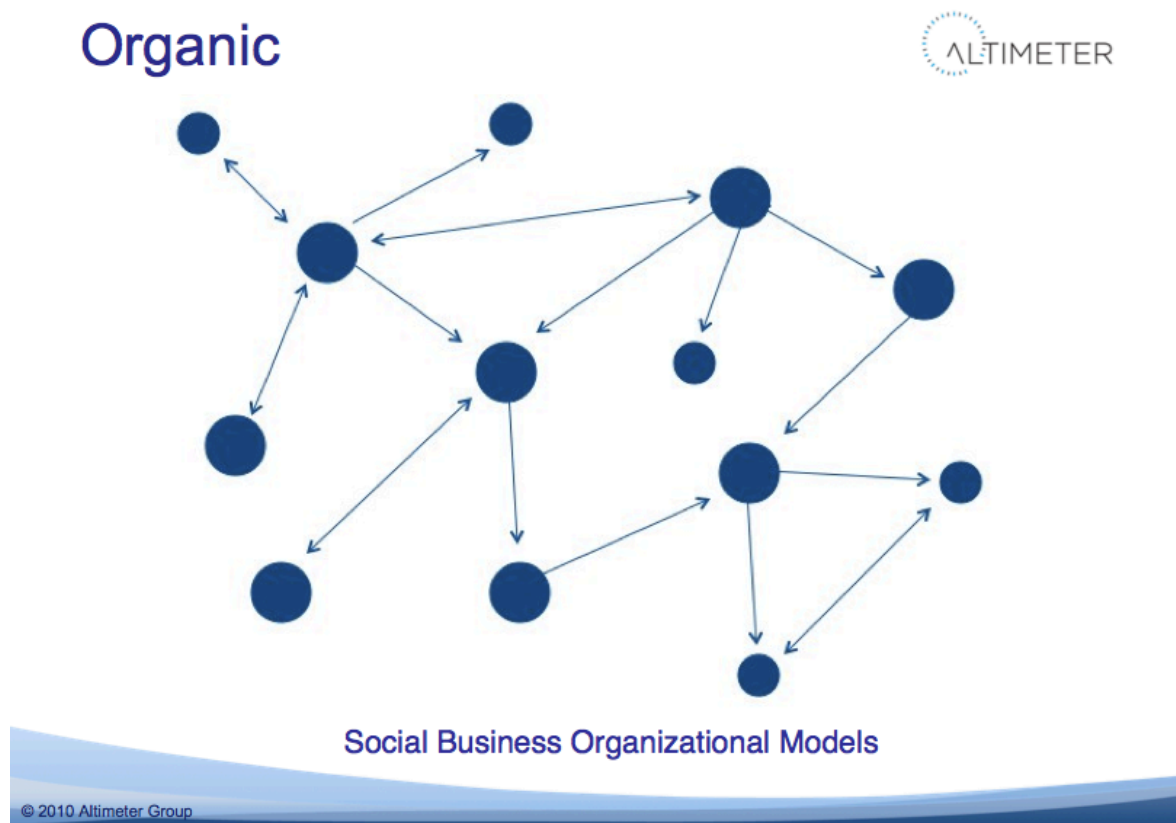 Organic
ALTIMETER
Social Business Organizational Models
© 2010 Altimeter Group